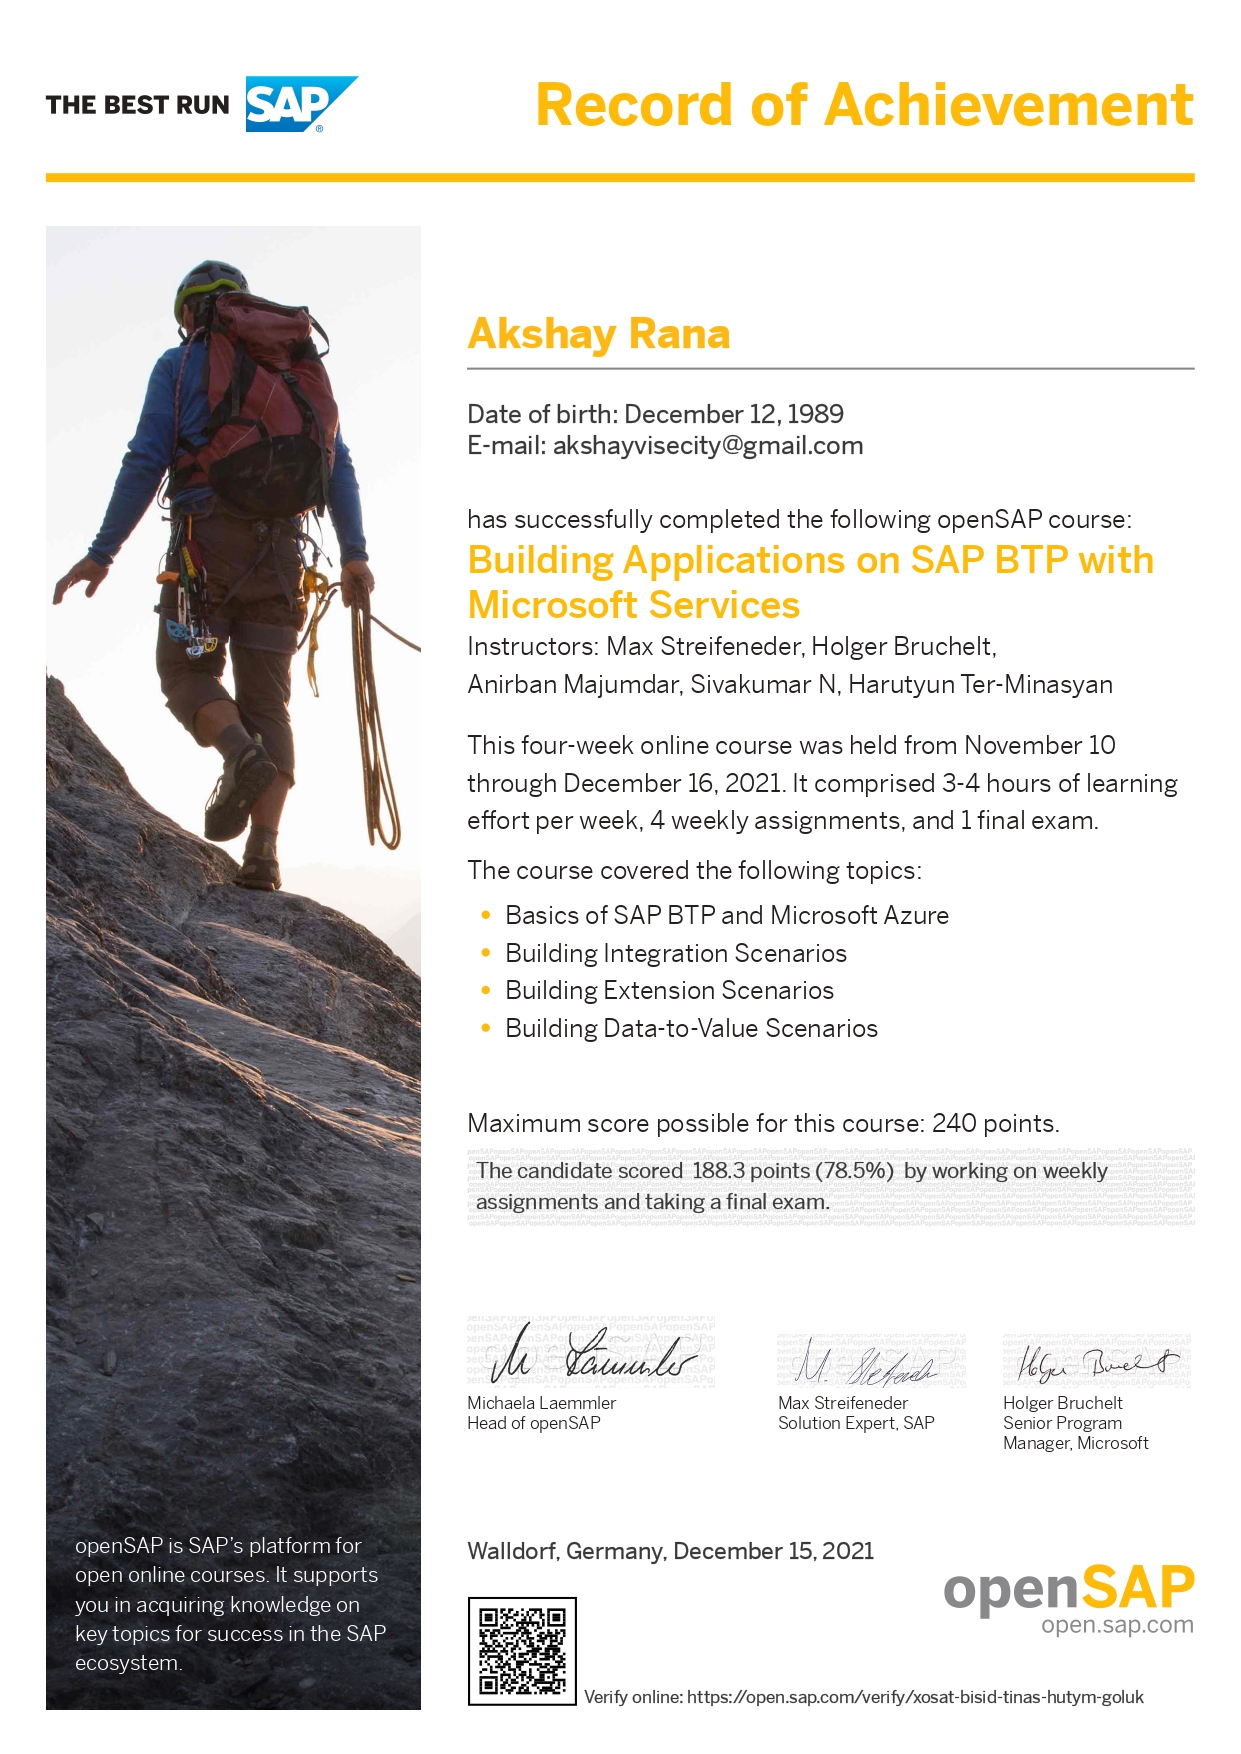 THE BEST RUN SAP®
Record of Achievement
Akshay Rana
Date of birth: December 12, 1989
E-mail: akshayvisecity@gmail.com
has successfully completed the following openSAP course:
Building Applications on SAP BTP with
Microsoft Services
Instructors: Max Streifeneder, Holger Bruchelt,
Anirban Majumdar, Sivakumar N, Harutyun Ter-Minasyan
This four-week online course was held from November 10
through December 16, 2021. It comprised 3-4 hours of learning
effort per week, 4 weekly assignments, and 1 final exam.
The course covered the following topics:
• Basics of SAP BTP and Microsoft Azure
• Building Integration Scenarios
• Building Extension Scenarios
• Building Data-to-Value Scenarios
Maximum score possible for this course: 240 points.
The candidate scored 188.3 points (78.5%) by working on weekly
assignments and taking a final exam.
Michaela Laemmler
Head of openSAP
Max Streifeneder
Solution Expert, SAP
Holger Bruchelt
Senior Program
Manager, Microsoft
openSAP is SAP's platform for
open online courses. It supports
you in acquiring knowledge on
key topics for success in the SAP
ecosystem.
Walldorf, Germany, December 15, 2021
openSAP
open.sap.com
Verify online: https://open.sap.com/verify/xosat-bisid-tinas-hutym-goluk